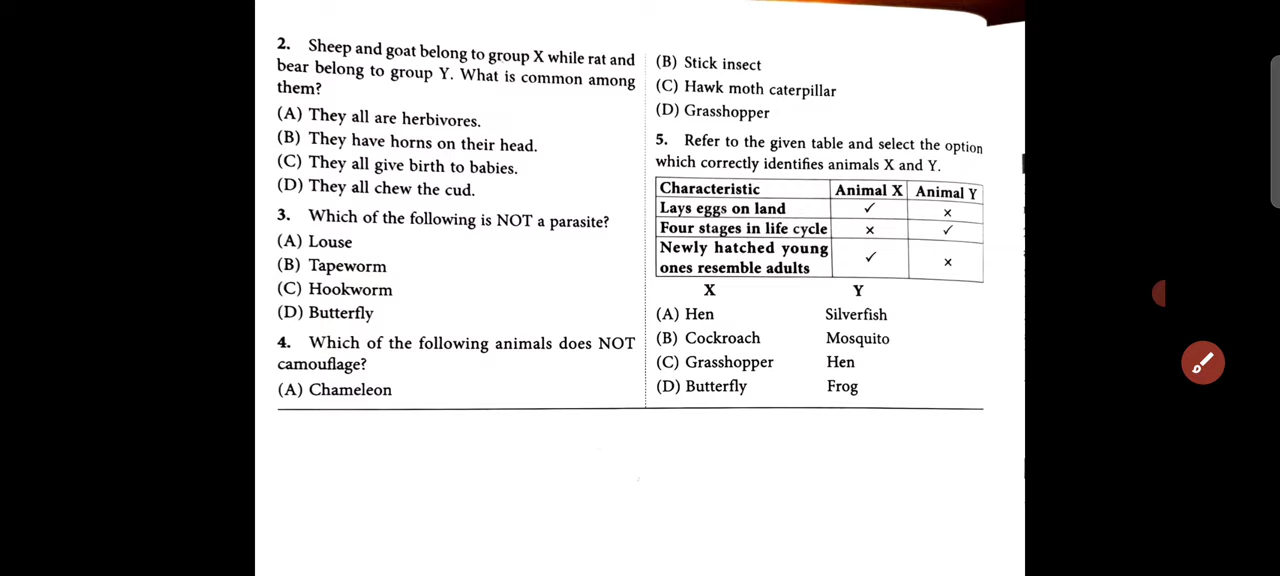 2. Sheep and goat belong to group X while rat and
bear belong to group Y. What is common among
them?
(A) They all are herbivores.
(B) They have horns on their head.
(C) They all give birth to babies.
(D) They all chew the cud.
3. Which of the following is NOT a parasite?
(A) Louse
(B) Tapeworm
(C) Hookworm
(D) Butterfly
4. Which of the following animals does NOT
camouflage?
(A) Chameleon
(B) Stick insect
(C) Hawk moth caterpillar
(D) Grasshopper
5. Refer to the given table and select the option
which correctly identifies animals X and Y.
Characteristic Animal X Animal Y
Lays eggs on land ✓ ×
Four stages in life cycle × ✓
Newly hatched young
ones resemble adults ✓ ×
X Y
(A) Hen Silverfish
(B) Cockroach Mosquito
(C) Grasshopper Hen
(D) Butterfly Frog